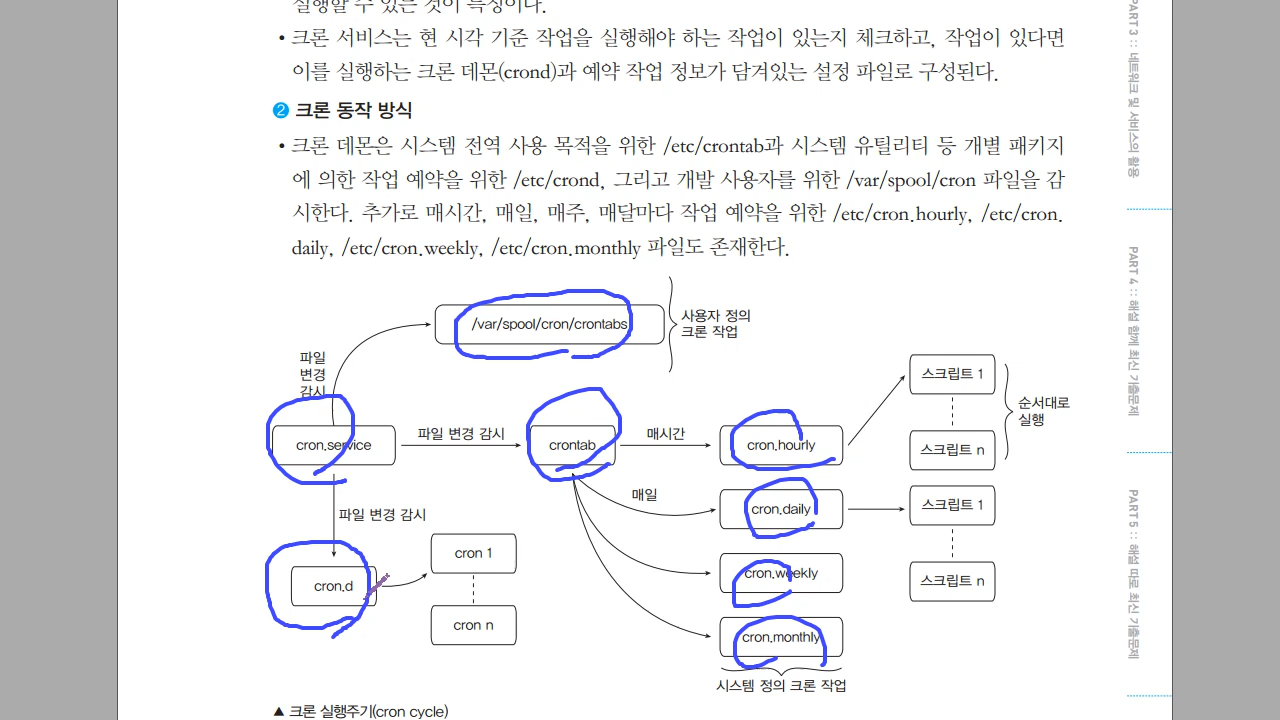 실행할 수 있는 것이 특징이다.
• 크론 서비스는 현 시각 기준 작업을 실행해야 하는 작업이 있는지 체크하고, 작업이 있다면
이를 실행하는 크론 데몬(crond)과 예약 작업 정보가 담겨있는 설정 파일로 구성된다.
2 크론 동작 방식
• 크론 데몬은 시스템 전역 사용 목적을 위한 /etc/crontab과 시스템 유틸리티 등 개별 패키지
에 의한 작업 예약을 위한 /etc/crond, 그리고 개발 사용자를 위한 /var/spool/cron 파일을 감
시한다. 추가로 매시간, 매일, 매주, 매달마다 작업 예약을 위한 /etc/cron.hourly, /etc/cron.
daily, /etc/cron.weekly, /etc/cron.monthly 파일도 존재한다.
/var/spool/cron/crontabs
사용자 정의
크론 작업
파일
변경
감시
cron.service
파일 변경 감시
crontab
매시간
cron.hourly
스크립트 1
스크립트 n
순서대로
실행
매일
cron.daily
스크립트 1
스크립트 n
파일 변경 감시
cron.d
cron 1
cron n
cron.weekly
cron.monthly
시스템 정의 크론 작업
▲ 크론 실행주기(cron cycle)
PART 3 :: 네트워크 및 서비스의 활용
PART 4 :: 해설 함께 최신 기출문제
PART 5 :: 해설 따로 최신 기출문제